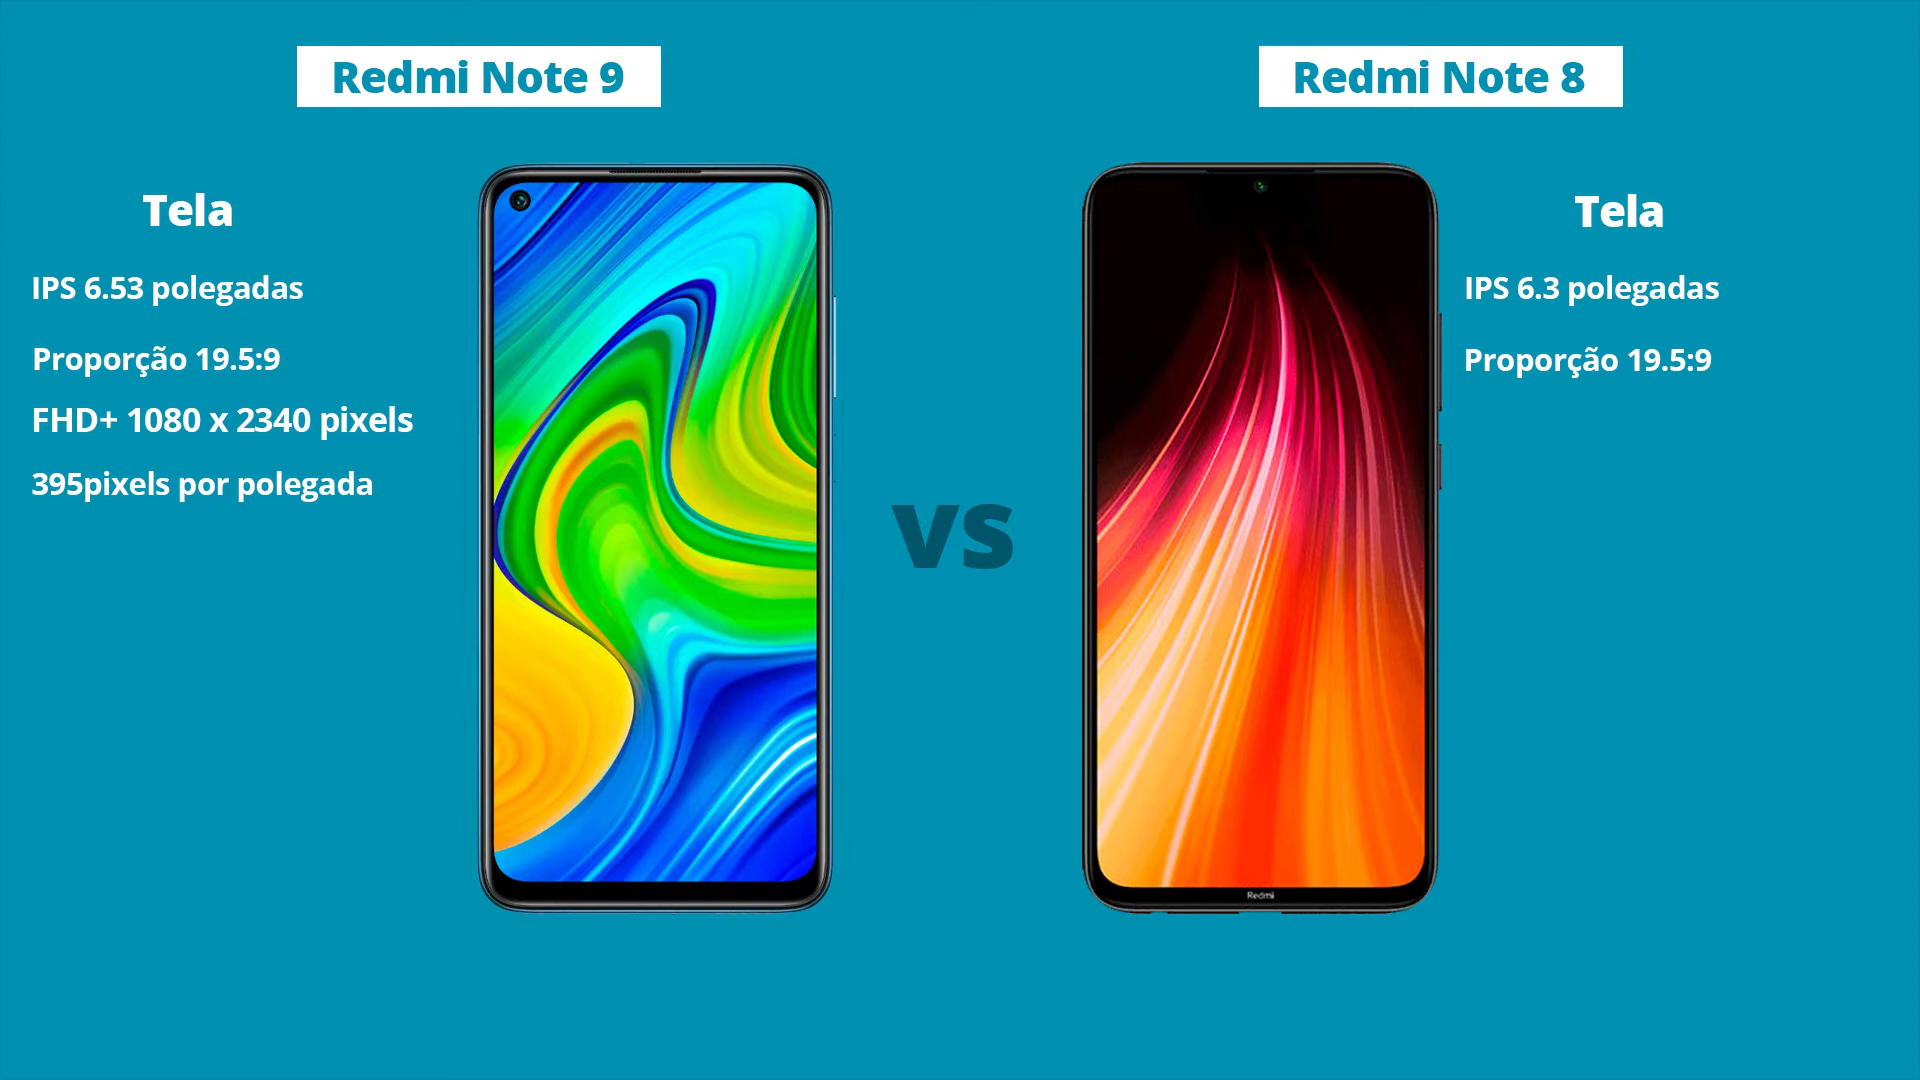 Redmi Note 9
Redmi Note 8
Tela
IPS 6.53 polegadas
Proporção 19.5:9
FHD+ 1080 x 2340 pixels
395pixels por polegada
VS
Tela
IPS 6.3 polegadas
Proporção 19.5:9
Redmi